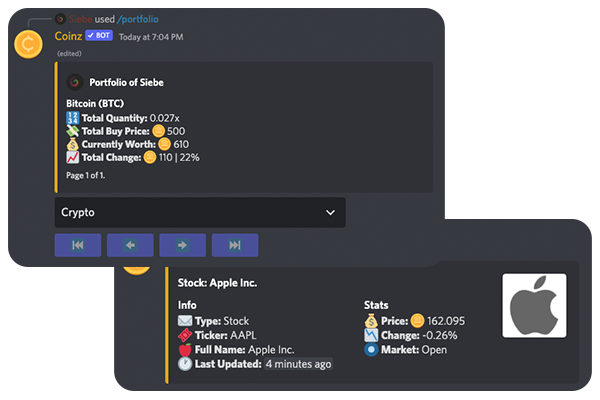 Siebe used /portfolio
Coinz ✓ BOT Today at 7:04 PM
(edited)
Portfolio of Siebe
Bitcoin (BTC)
Total Quantity: 0.027x
Total Buy Price: 500
Currently Worth: 610
Total Change: 110 | 22%
Page 1 of 1.
Crypto
Stock: Apple Inc.
Info
Type: Stock
Ticker: AAPL
Full Name: Apple Inc.
Last Updated: 4 minutes ago
Stats
Price: 162.095
Change: -0.26%
Market: Open